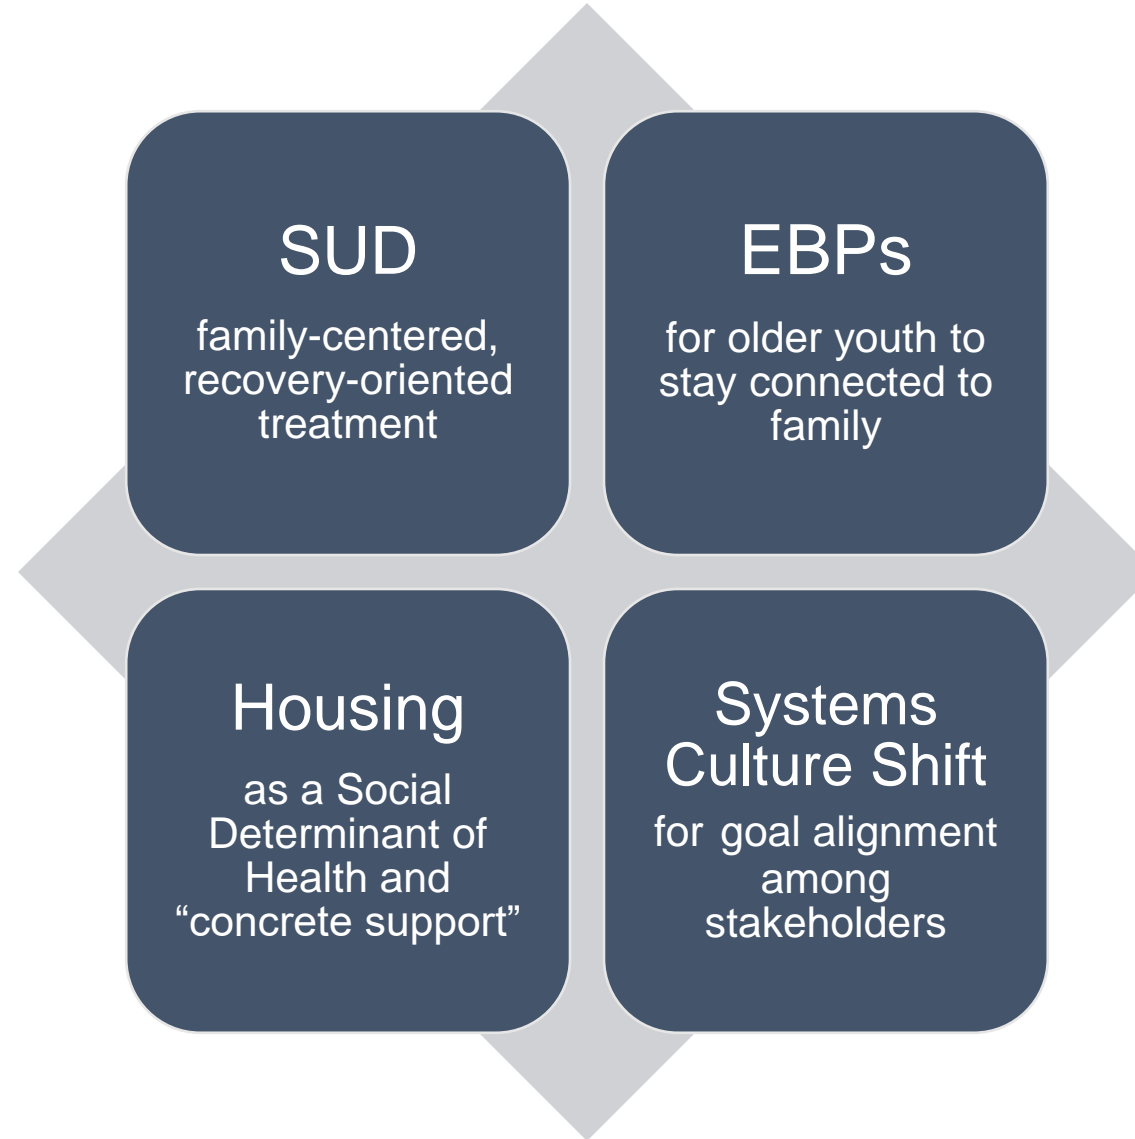 SUD
family-centered,
recovery-oriented
treatment
EBPs
for older youth to
stay connected to
family
Housing
as a Social
Determinant of
Health and
“concrete support”
Systems
Culture Shift
for goal alignment
among
stakeholders